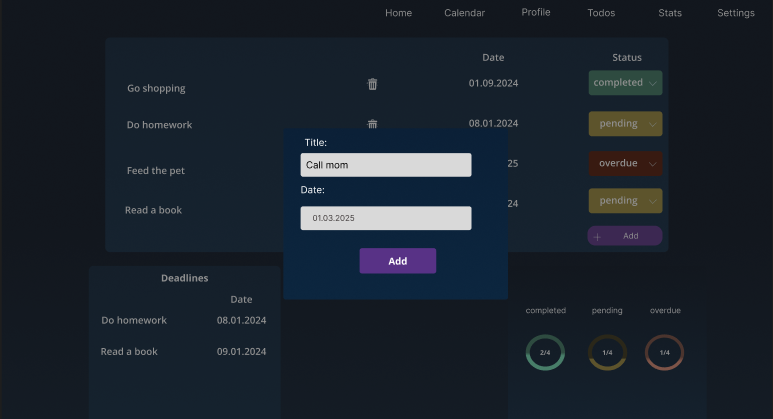 Home Calendar Profile Todos Stats Settings
Date Status
Go shopping 01.09.2024 completed
Do homework 08.01.2024 pending
Title:
Call mom
Feed the pet 25 overdue
Date:
Read a book 24 pending
01.03.2025
+ Add
Add
Deadlines
Date
Do homework 08.01.2024
Read a book 09.01.2024
completed pending overdue
2/4 1/4 1/4